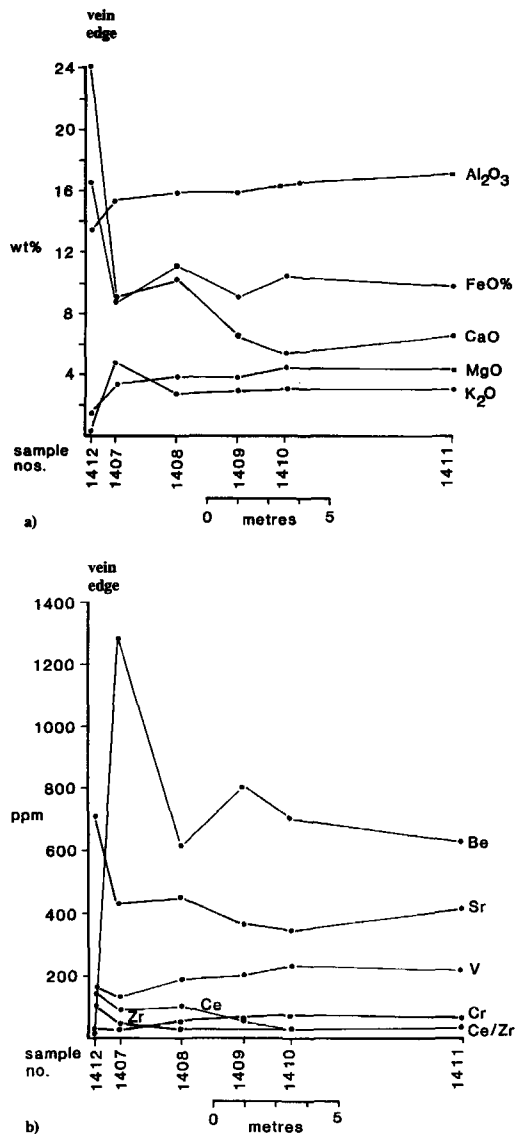 vein
edge
24
20
16
wt%
12
8
4
Al₂O₃
FeO%
CaO
MgO
K₂O
sample
nos.
1412
1407
1408
1409
1410
1411
0 metres 5
a)
vein
edge
1400
1200
1000
800
ppm
600
400
200
Be
Sr
V
Ce
Zr
Cr
Ce/Zr
sample
no.
1412
1407
1408
1409
1410
1411
0 metres 5
b)